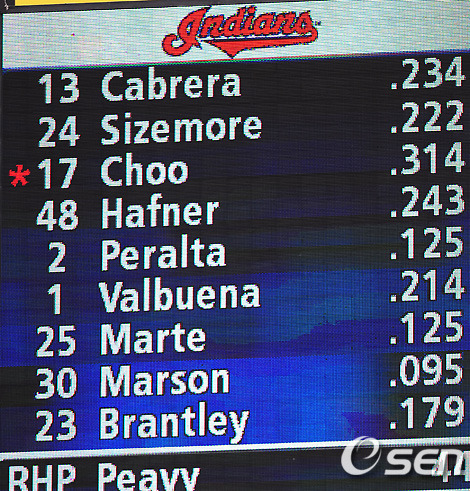 Indians
13 Cabrera .234
24 Sizemore .222
*17 Choo .314
48 Hafner .243
2 Peralta .125
1 Valbuena .214
25 Marte .125
30 Marson .095
23 Brantley .179
RHP Peavy